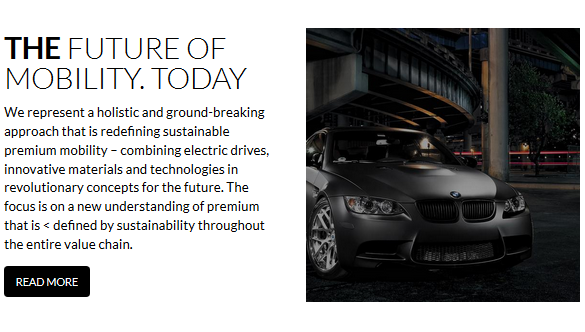 THE FUTURE OF
MOBILITY. TODAY
We represent a holistic and ground-breaking
approach that is redefining sustainable
premium mobility – combining electric drives,
innovative materials and technologies in
revolutionary concepts for the future. The
focus is on a new understanding of premium
that is < defined by sustainability throughout
the entire value chain.
READ MORE